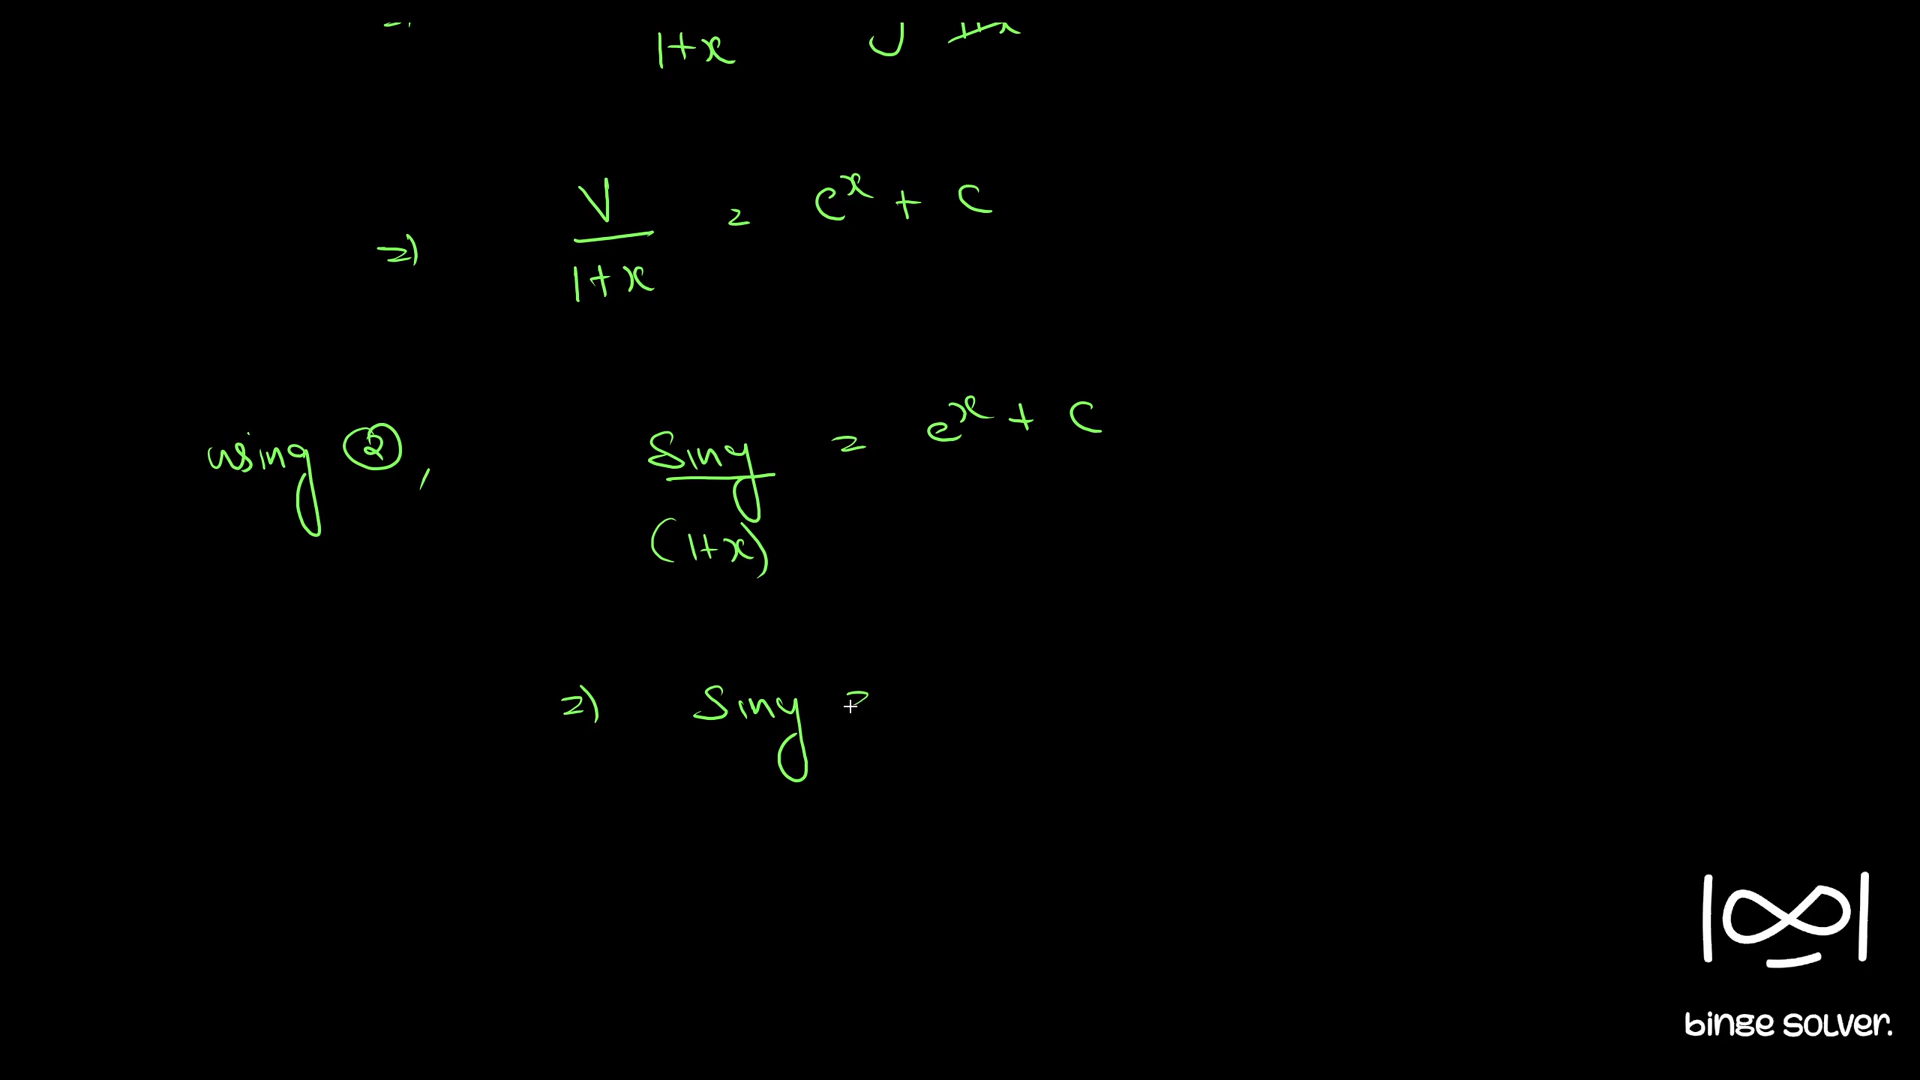 1+x
⇒ V/1+x = e^x + C
using ②, Siny/(1+x) = e^x + C
⇒ Siny =
binge solver.